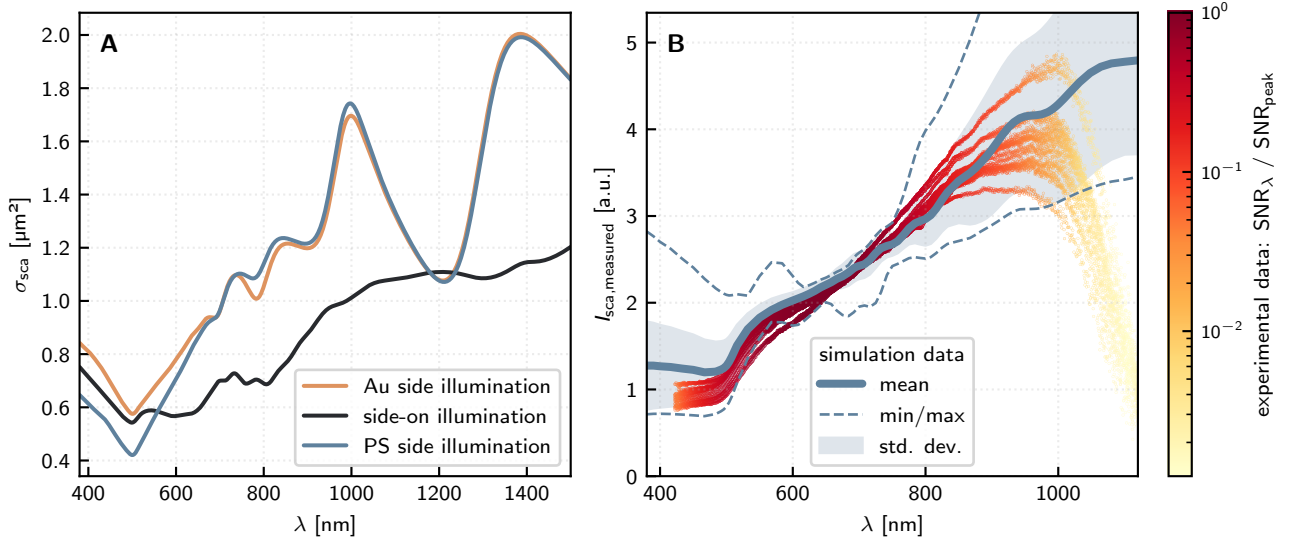 A
2.0
1.8
1.6
1.4
1.2
1.0
0.8
0.6
0.4
σsca [µm²]
Au side illumination
side-on illumination
PS side illumination
400 600 800 1000 1200 1400
λ [nm]
B
5
4
3
2
1
0
Isca,measured [a.u.]
simulation data
mean
min/max
std. dev.
400 600 800 1000
λ [nm]
10⁰
10⁻¹
10⁻²
experimental data: SNRλ / SNRpeak